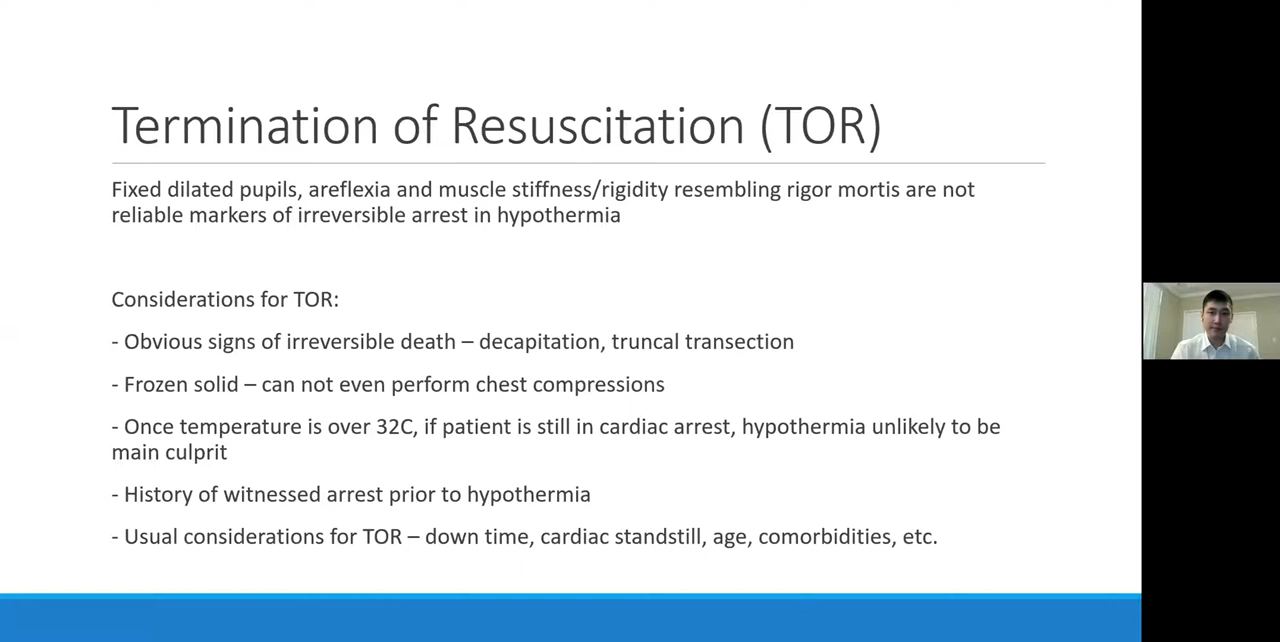 Termination of Resuscitation (TOR)
Fixed dilated pupils, areflexia and muscle stiffness/rigidity resembling rigor mortis are not
reliable markers of irreversible arrest in hypothermia
Considerations for TOR:
- Obvious signs of irreversible death – decapitation, truncal transection
- Frozen solid – can not even perform chest compressions
- Once temperature is over 32C, if patient is still in cardiac arrest, hypothermia unlikely to be
main culprit
- History of witnessed arrest prior to hypothermia
- Usual considerations for TOR – down time, cardiac standstill, age, comorbidities, etc.